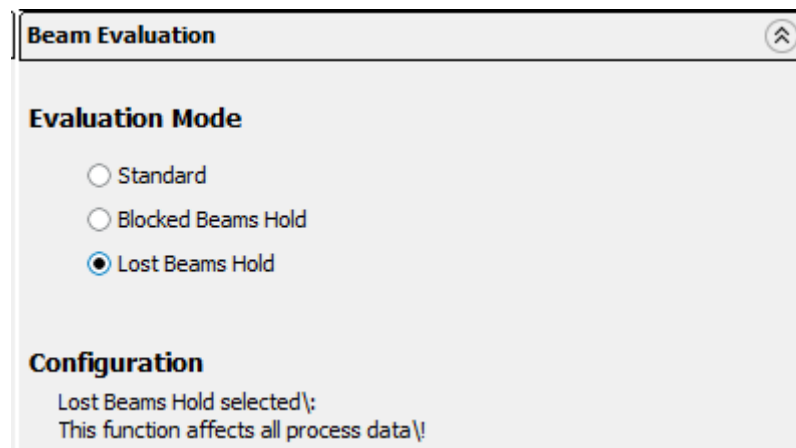 Beam Evaluation
Evaluation Mode
Standard
Blocked Beams Hold
Lost Beams Hold
Configuration
Lost Beams Hold selected\:
This function affects all process data\!